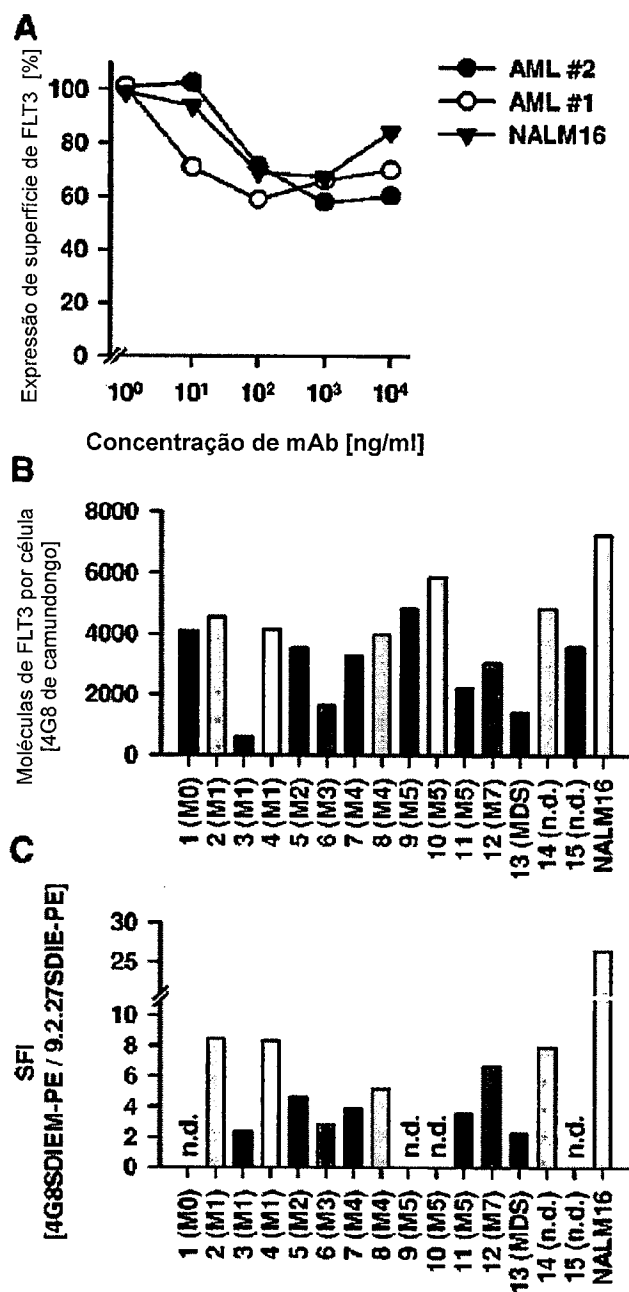 A
Expressão de superfície de FLT3 [%]
100
80
60
40
20
0
10⁰ 10¹ 10² 10³ 10⁴
Concentração de mAb [ng/ml]
AML #2
AML #1
NALM16
B
Moléculas de FLT3 por célula
[4G8 de camundongo]
8000
6000
4000
2000
0
1 (M0)
2 (M1)
3 (M1)
4 (M1)
5 (M2)
6 (M3)
7 (M4)
8 (M4)
9 (M5)
10 (M5)
11 (M5)
12 (M7)
13 (MDS)
14 (n.d.)
15 (n.d.)
NALM16
C
SFI
[4G8SDIEM-PE / 9.2.27SDIE-PE]
30
25
10
8
6
4
2
0
n.d.
n.d.
n.d.
n.d.
1 (M0)
2 (M1)
3 (M1)
4 (M1)
5 (M2)
6 (M3)
7 (M4)
8 (M4)
9 (M5)
10 (M5)
11 (M5)
12 (M7)
13 (MDS)
14 (n.d.)
15 (n.d.)
NALM16